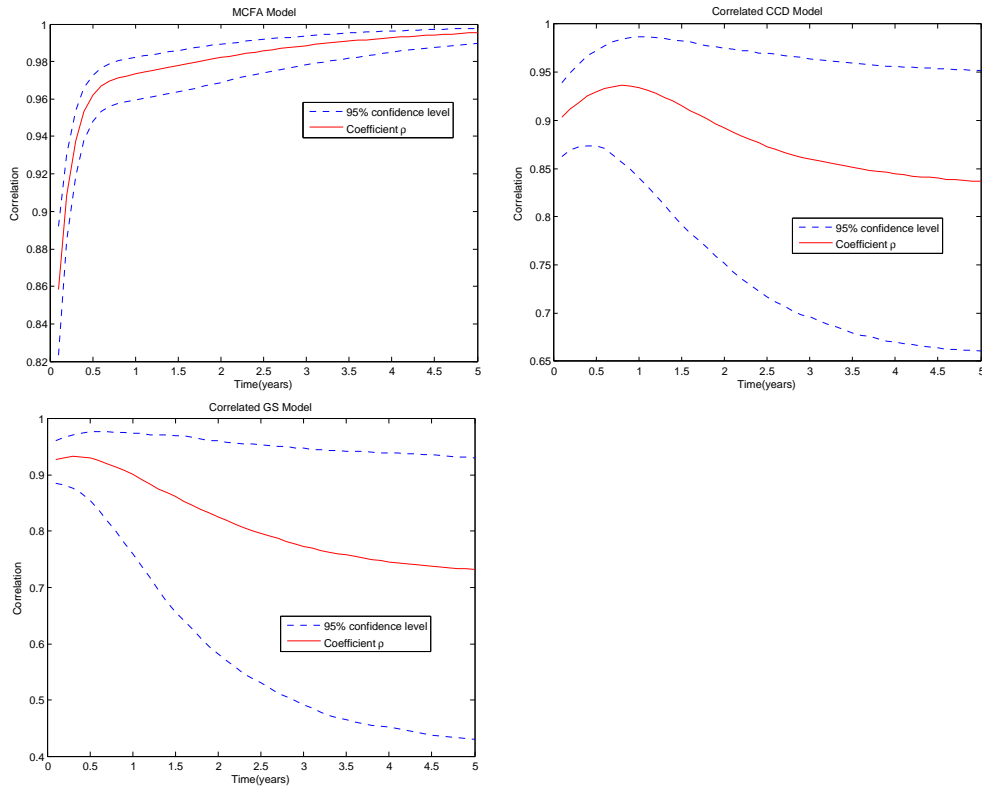 MCFA Model
1
0.98
0.96
0.94
0.92
0.9
0.88
0.86
0.84
0.82
Correlation
95% confidence level
Coefficient ρ
0 0.5 1 1.5 2 2.5 3 3.5 4 4.5 5
Time(years)
Correlated CCD Model
1
0.95
0.9
0.85
0.8
0.75
0.7
0.65
Correlation
95% confidence level
Coefficient ρ
0 0.5 1 1.5 2 2.5 3 3.5 4 4.5 5
Time(years)
Correlated GS Model
1
0.9
0.8
0.7
0.6
0.5
0.4
Correlation
95% confidence level
Coefficient ρ
0 0.5 1 1.5 2 2.5 3 3.5 4 4.5 5
Time(years)